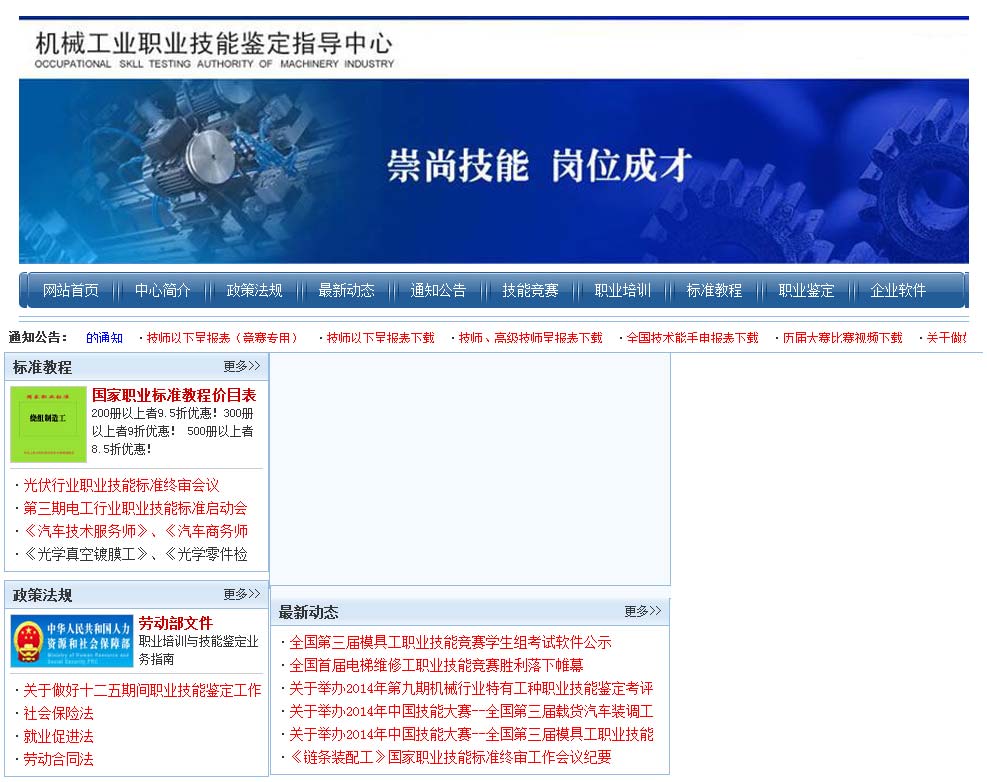 机械工业职业技能鉴定指导中心
OCCUPATIONAL SKLL TESTING AUTHORITY OF MACHINERY INDUSTRY
崇尚技能 岗位成才
网站首页 中心简介 政策法规 最新动态 通知公告 技能竞赛 职业培训 标准教程 职业鉴定 企业软件
通知公告： 的通知 ·技师以下呈报表（竞赛专用） ·技师以下呈报表下载 ·技师、高级技师呈报表下载 ·全国技术能手申报表下载 ·历届大赛比赛视频下载 ·关于做
标准教程 更多>>
国家职业标准
绕组制造工
国家职业标准教程价目表
200册以上者9.5折优惠！300册
以上者9折优惠！ 500册以上者
8.5折优惠！
·光伏行业职业技能标准终审会议
·第三期电工行业职业技能标准启动会
·《汽车技术服务师》、《汽车商务师
·《光学真空镀膜工》、《光学零件检
政策法规 更多>>
中华人民共和国人力
资源和社会保障部
Ministry of Human Resource and
Social Security PRC
劳动部文件
职业培训与技能鉴定业
务指南
·关于做好十二五期间职业技能鉴定工作
·社会保险法
·就业促进法
·劳动合同法
最新动态 更多>>
·全国第三届模具工职业技能竞赛学生组考试软件公示
·全国首届电梯维修工职业技能竞赛胜利落下帷幕
·关于举办2014年第九期机械行业特有工种职业技能鉴定考评
·关于举办2014年中国技能大赛--全国第三届载货汽车装调工
·关于举办2014年中国技能大赛--全国第三届模具工职业技能
·《链条装配工》国家职业技能标准终审工作会议纪要